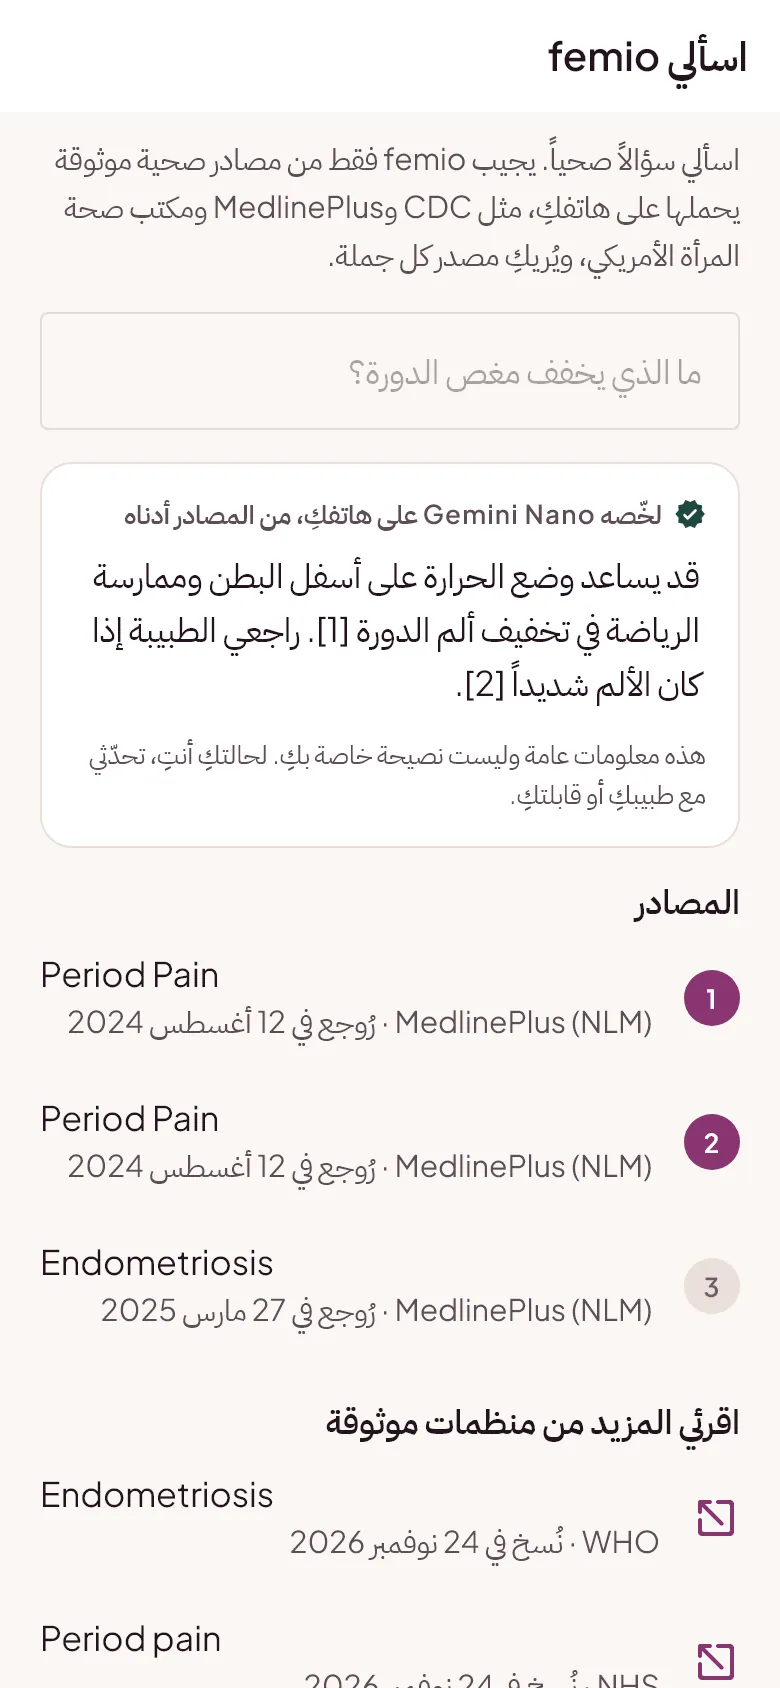 اسألي femio
اسألي سؤالاً صحياً. يجيب femio فقط من مصادر صحية موثوقة
يحملها على هاتفكِ، مثل CDC وMedlinePlus ومكتب صحة
المرأة الأمريكي، ويُريكِ مصدر كل جملة.
ما الذي يخفف مغص الدورة؟
لخّصه Gemini Nano على هاتفكِ، من المصادر أدناه
قد يساعد وضع الحرارة على أسفل البطن وممارسة
الرياضة في تخفيف ألم الدورة [1]. راجعي الطبيبة إذا
كان الألم شديداً [2].
هذه معلومات عامة وليست نصيحة خاصة بكِ. لحالتكِ أنتِ، تحدّثي
مع طبيبكِ أو قابلتكِ.
المصادر
1
Period Pain
MedlinePlus (NLM) · رُوجع في 12 أغسطس 2024
2
Period Pain
MedlinePlus (NLM) · رُوجع في 12 أغسطس 2024
3
Endometriosis
MedlinePlus (NLM) · رُوجع في 27 مارس 2025
اقرئي المزيد من منظمات موثوقة
Endometriosis
WHO · نُسخ في 24 نوفمبر 2026
Period pain
NHS · نُسخ في 24 نوفمبر 2026